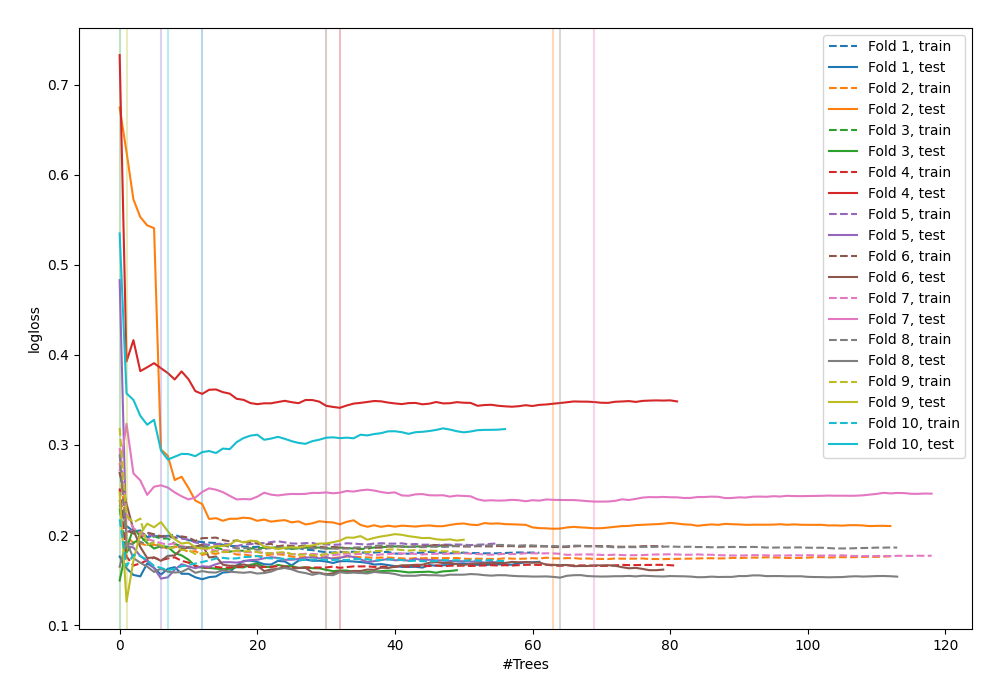 0.7
0.6
0.5
0.4
0.3
0.2
0.1
logloss
0
20
40
60
80
100
120
#Trees
Fold 1, train
Fold 1, test
Fold 2, train
Fold 2, test
Fold 3, train
Fold 3, test
Fold 4, train
Fold 4, test
Fold 5, train
Fold 5, test
Fold 6, train
Fold 6, test
Fold 7, train
Fold 7, test
Fold 8, train
Fold 8, test
Fold 9, train
Fold 9, test
Fold 10, train
Fold 10, test